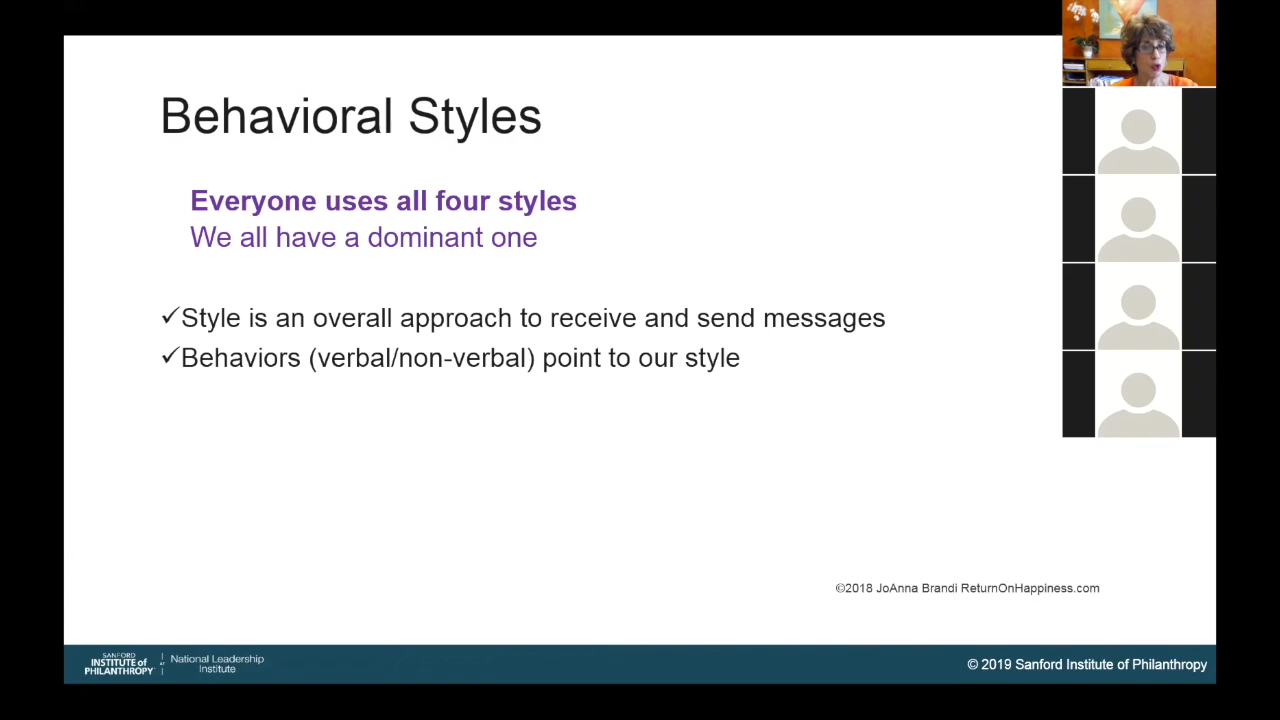 Behavioral Styles
Everyone uses all four styles
We all have a dominant one
✓Style is an overall approach to receive and send messages
✓Behaviors (verbal/non-verbal) point to our style
©2018 JoAnna Brandi ReturnOnHappiness.com
SANFORD
INSTITUTE of
PHILANTHROPY
AT
National Leadership
Institute
© 2019 Sanford Institute of Philanthropy